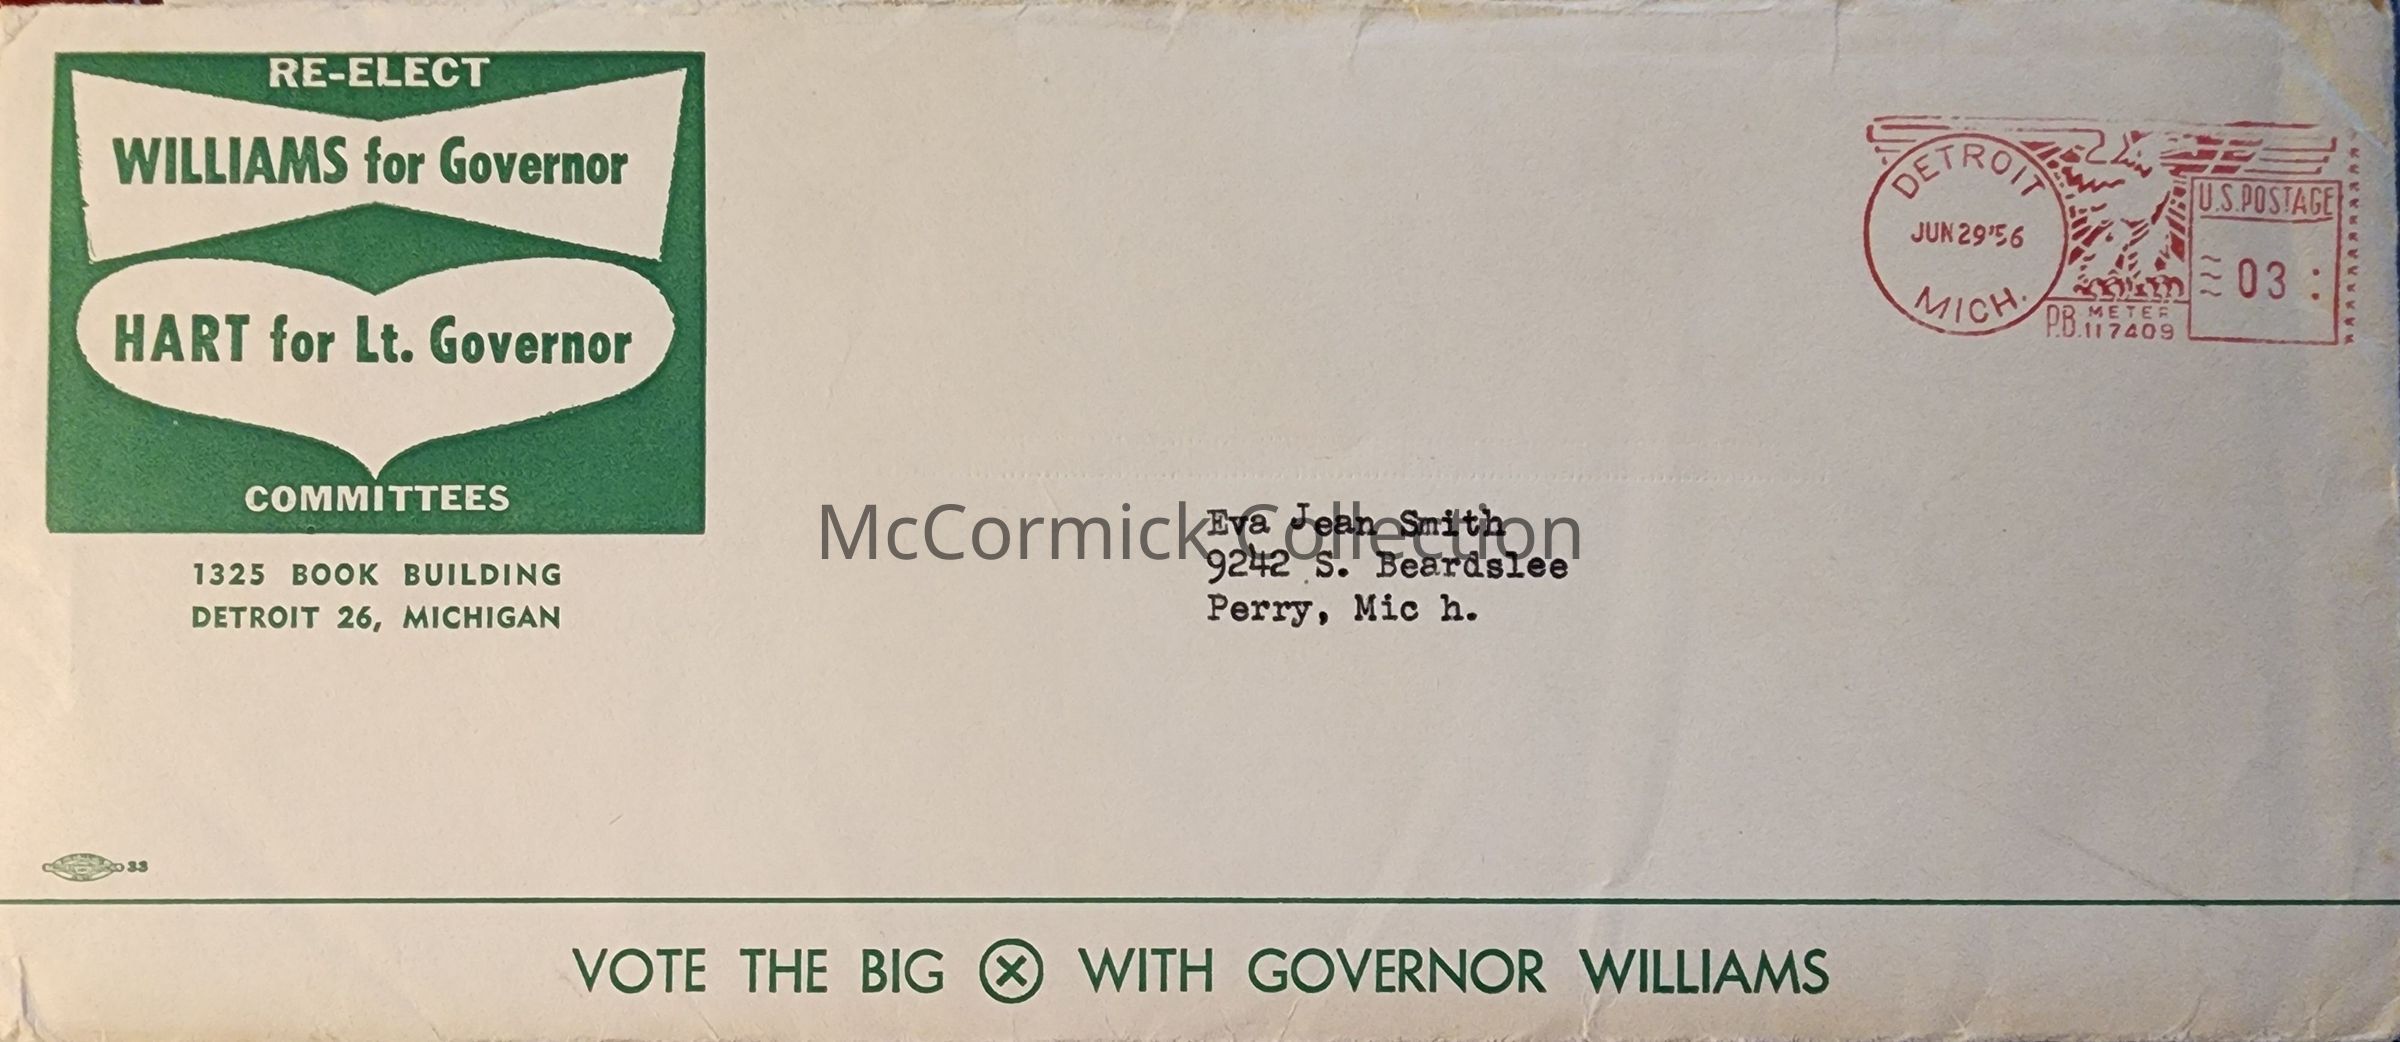 RE-ELECT
WILLIAMS for Governor
HART for Lt. Governor
COMMITTEES
1325 BOOK BUILDING
DETROIT 26, MICHIGAN
DETROIT
JUN 29 '56
MICH.
P.B. METER
117409
U.S. POSTAGE
03
McCormick Collection
Eva Jean Smith
9242 S. Beardslee
Perry, Mic h.
33
VOTE THE BIG X WITH GOVERNOR WILLIAMS